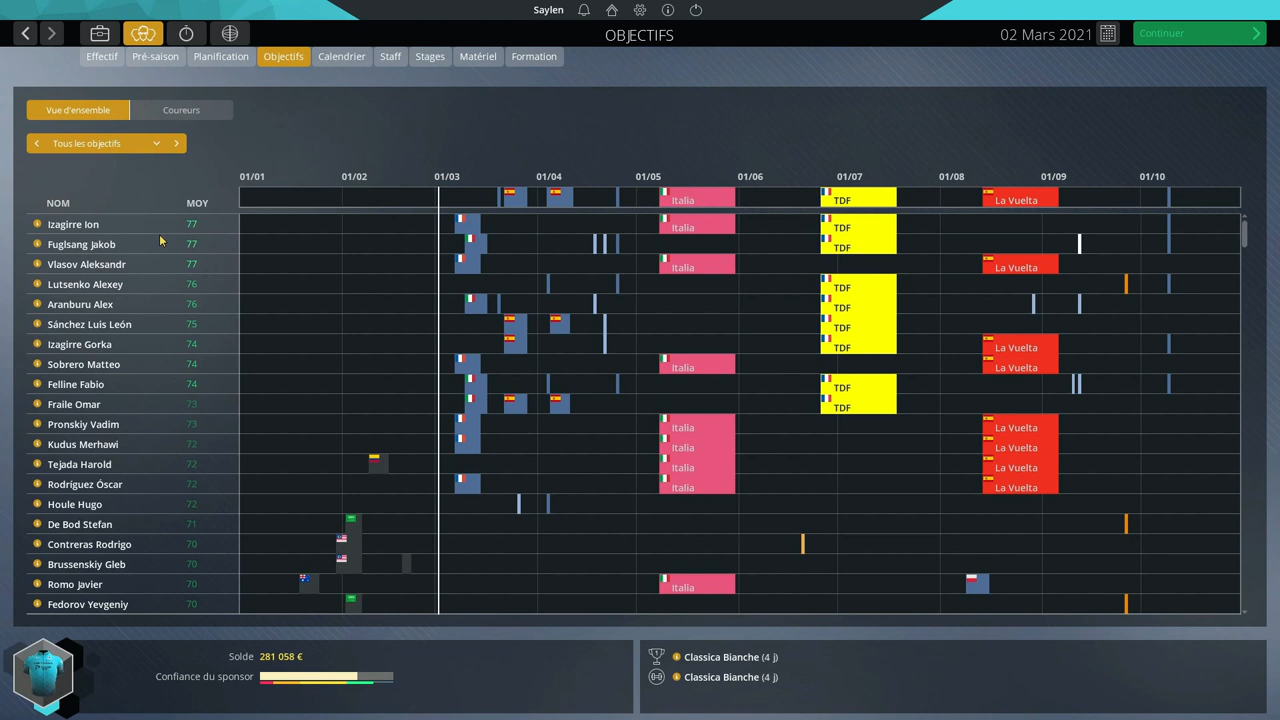 Saylen
OBJECTIFS
02 Mars 2021
Continuer
Effectif Pré-saison Planification Objectifs Calendrier Staff Stages Matériel Formation
Vue d'ensemble Coureurs
Tous les objectifs
01/01 01/02 01/03 01/04 01/05 01/06 01/07 01/08 01/09 01/10
NOM MOY Italia TDF La Vuelta
Izagirre Ion 77 Italia TDF
Fuglsang Jakob 77 TDF
Vlasov Aleksandr 77 Italia La Vuelta
Lutsenko Alexey 76 TDF
Aranburu Alex 76 TDF
Sánchez Luis León 75 TDF
Izagirre Gorka 74 TDF La Vuelta
Sobrero Matteo 74 Italia La Vuelta
Felline Fabio 74 TDF
Fraile Omar 73 TDF
Pronskiy Vadim 73 Italia La Vuelta
Kudus Merhawi 72 Italia La Vuelta
Tejada Harold 72 Italia La Vuelta
Rodríguez Óscar 72 Italia La Vuelta
Houle Hugo 72
De Bod Stefan 71
Contreras Rodrigo 70
Brussenskiy Gleb 70
Romo Javier 70 Italia
Fedorov Yevgeniy 70
Solde 281 058 €
Confiance du sponsor
Classica Bianche (4 j)
Classica Bianche (4 j)